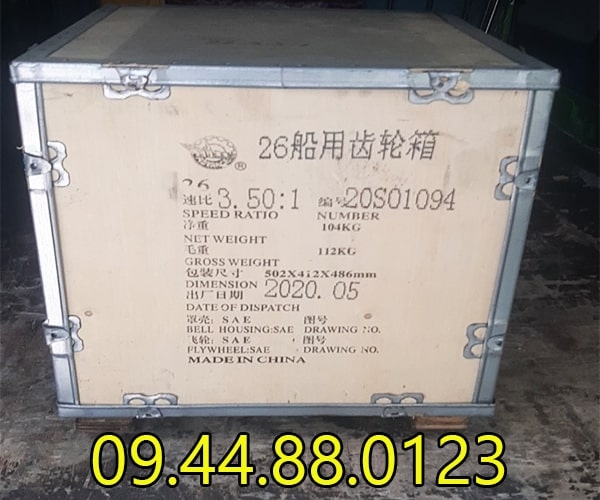 ®
26船用齿轮箱
26
速比 3.50:1 编号 20S01094
SPEED RATIO NUMBER
净重 104KG
NET WEIGHT
毛重 112KG
GROSS WEIGHT
包装尺寸 502X412X486mm
DIMENSION
出厂日期 2020.05
DATE OF DISPATCH
罩壳: SAE 图号
BELL HOUSING:SAE DRAWING NO.
飞轮: SAE 图号
FLYWHEEL:SAE DRAWING NO.
MADE IN CHINA
09.44.88.0123